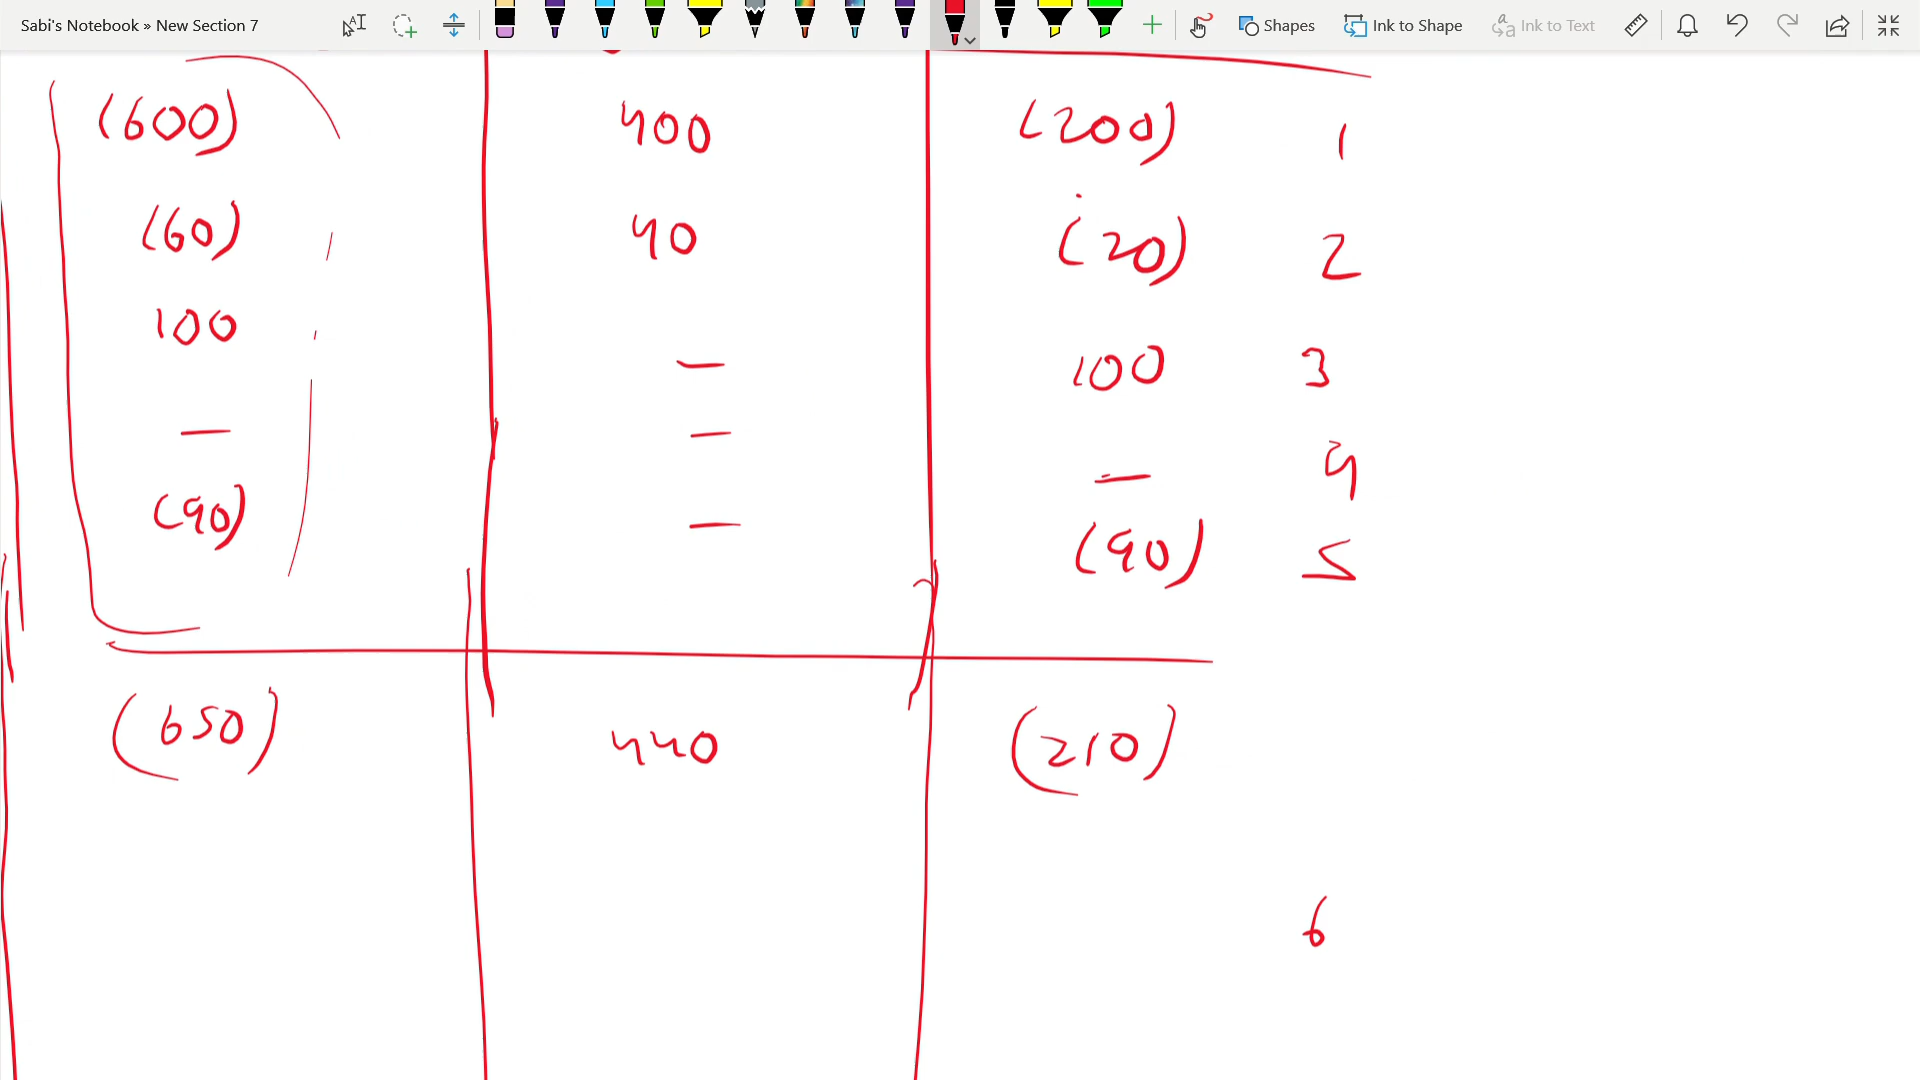 Sabi's Notebook » New Section 7
Shapes Ink to Shape Ink to Text
(600) 400 (200) 1
(60) 40 (20) 2
100 — 100 3
— — — 4
(90) — (90) 5
(650) 440 (210)
6